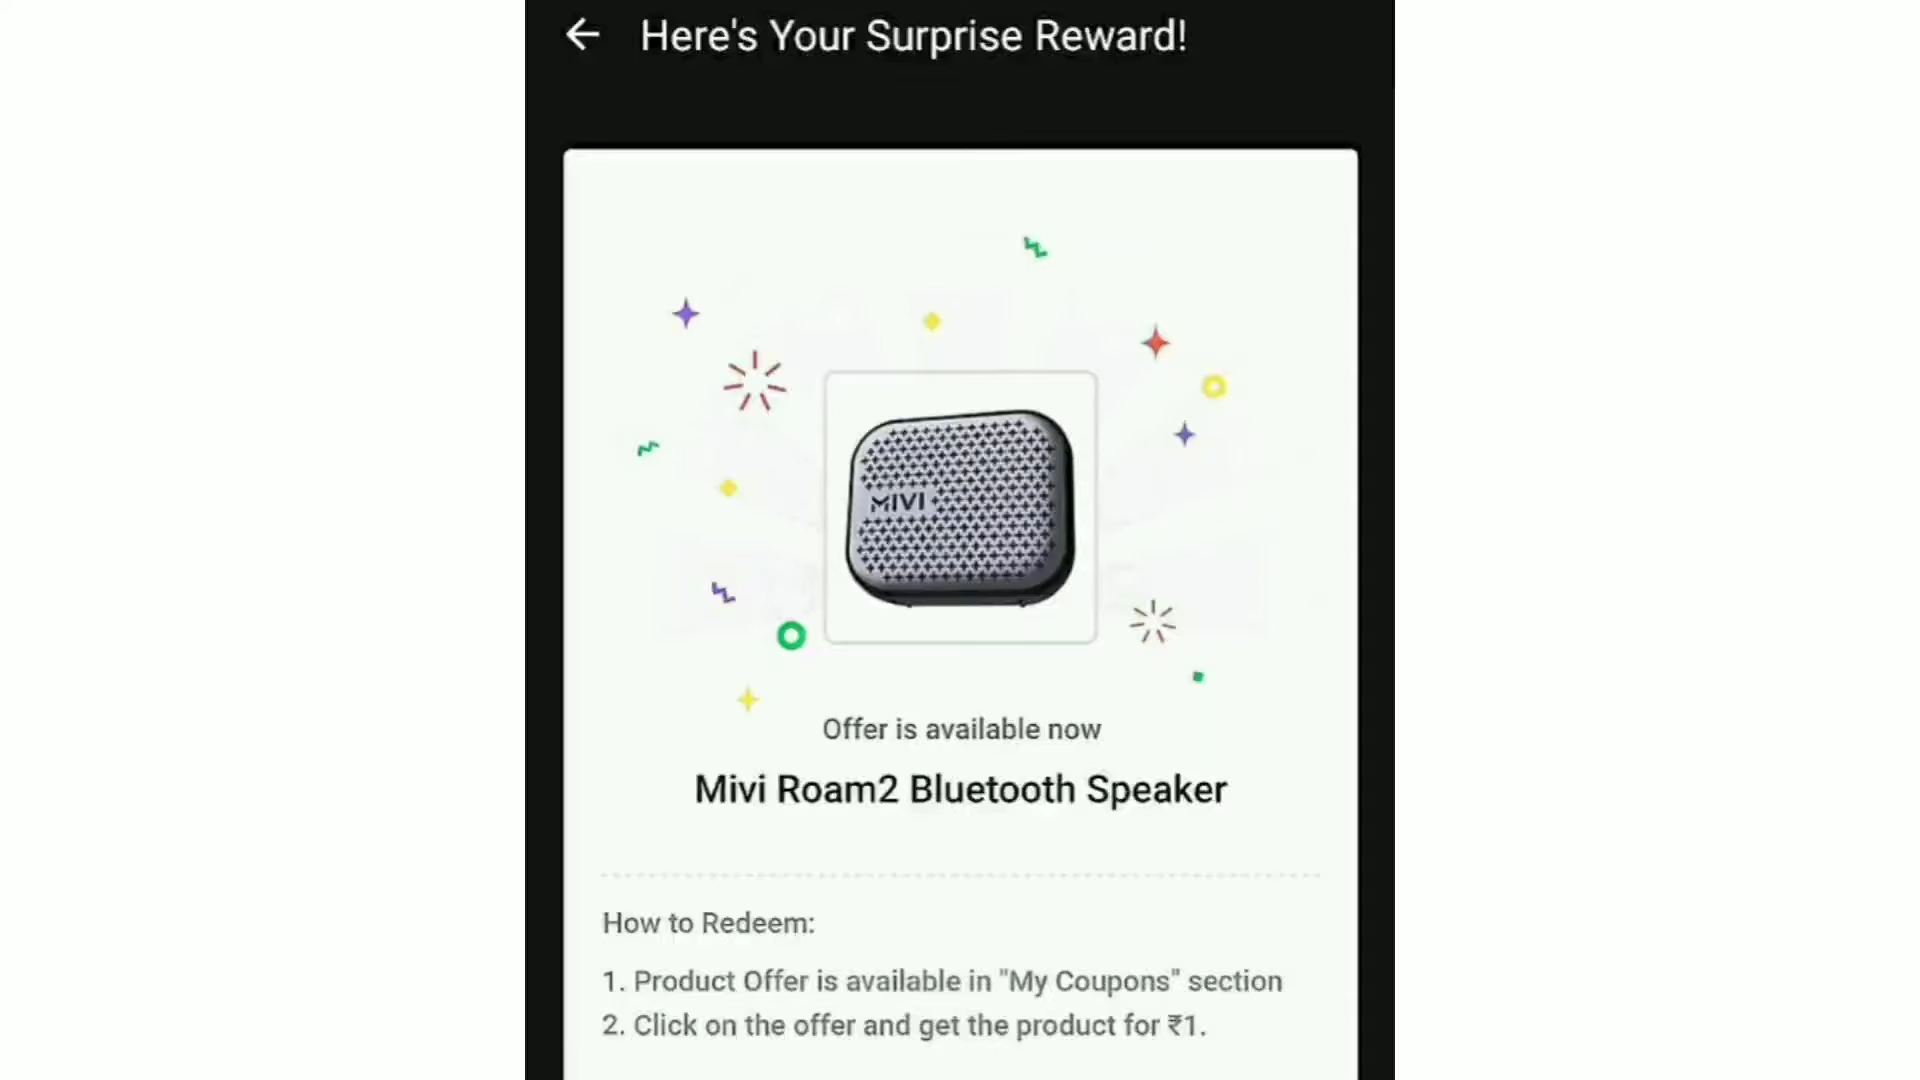 Here's Your Surprise Reward!
MIVI
Offer is available now
Mivi Roam2 Bluetooth Speaker
How to Redeem:
1. Product Offer is available in "My Coupons" section
2. Click on the offer and get the product for ₹1.